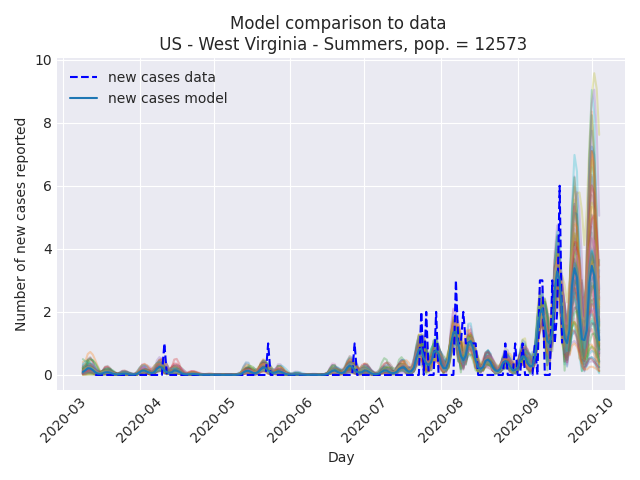 Model comparison to data
US - West Virginia - Summers, pop. = 12573
10
8
6
4
2
0
Number of new cases reported
new cases data
new cases model
2020-03
2020-04
2020-05
2020-06
2020-07
2020-08
2020-09
2020-10
Day